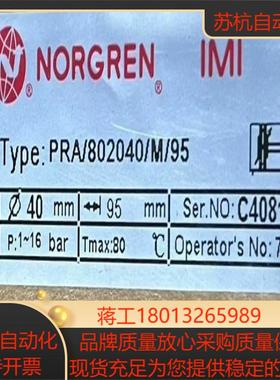 苏杭自动
NORGREN IMI
Type: PRA/802040/M/95
Ø 40 mm ↔ 95 mm Ser.NO: C408
P: 1~16 bar Tmax:80 ℃ Operator's No: 7
蒋工18013265989
自动化 品牌质量放心采购质量保
开票 现货充足为您提供稳定的